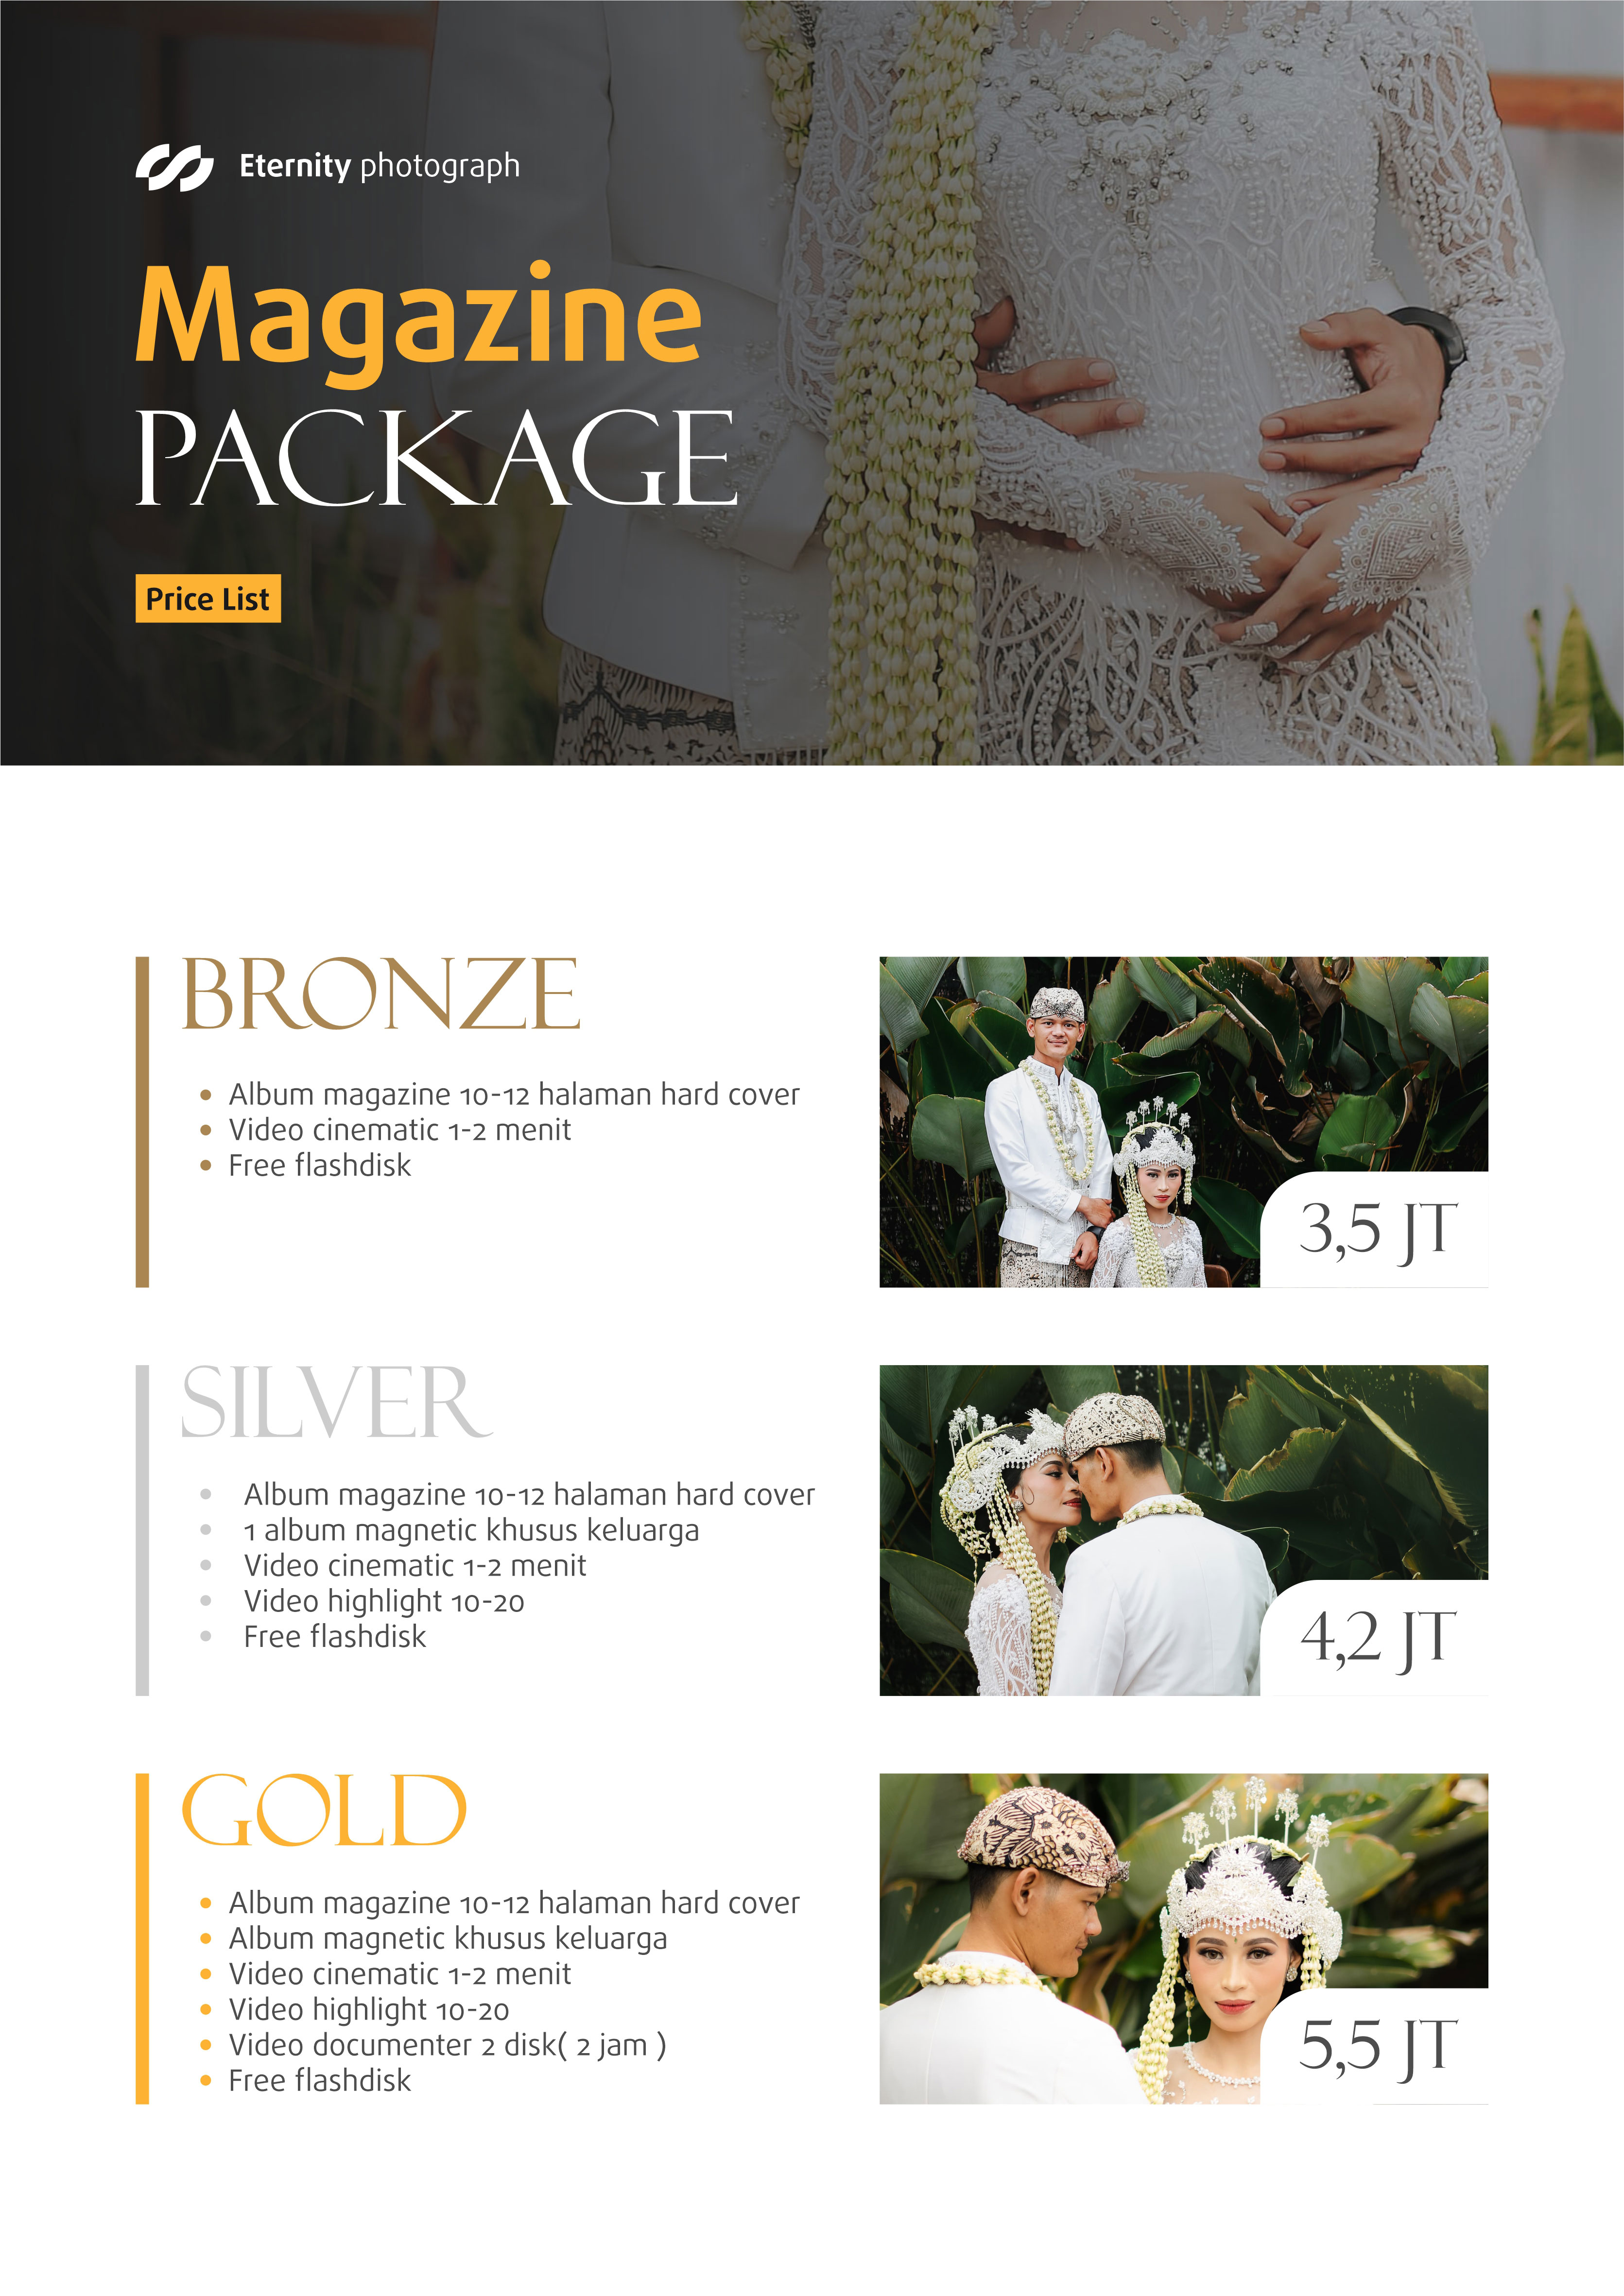 Eternity photograph
Magazine
PACKAGE
Price List
BRONZE
Album magazine 10-12 halaman hard cover
Video cinematic 1-2 menit
Free flashdisk
3,5 JT
SILVER
Album magazine 10-12 halaman hard cover
1 album magnetic khusus keluarga
Video cinematic 1-2 menit
Video highlight 10-20
Free flashdisk
4,2 JT
GOLD
Album magazine 10-12 halaman hard cover
Album magnetic khusus keluarga
Video cinematic 1-2 menit
Video highlight 10-20
Video documenter 2 disk( 2 jam )
Free flashdisk
5,5 JT